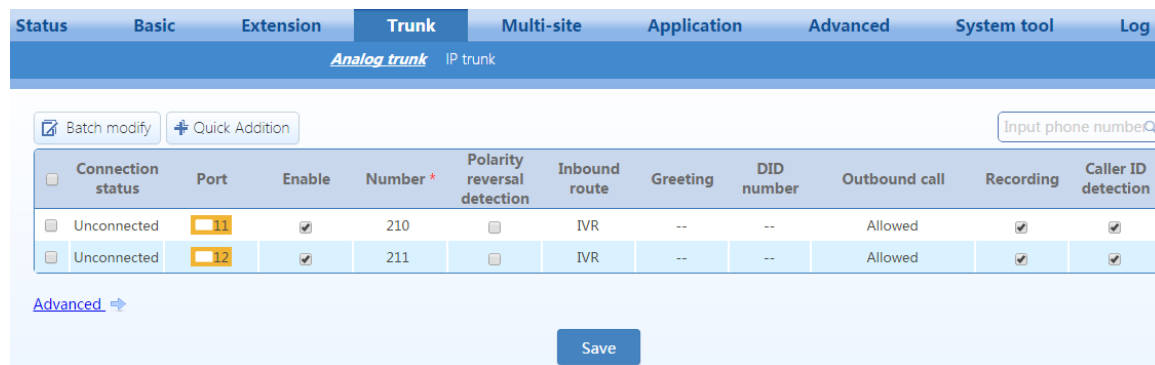 Status Basic Extension Trunk Multi-site Application Advanced System tool Log
Analog trunk IP trunk
Batch modify Quick Addition Input phone number
Connection status Port Enable Number * Polarity reversal detection Inbound route Greeting DID number Outbound call Recording Caller ID detection
Unconnected 11 210 IVR -- -- Allowed
Unconnected 12 211 IVR -- -- Allowed
Advanced
Save